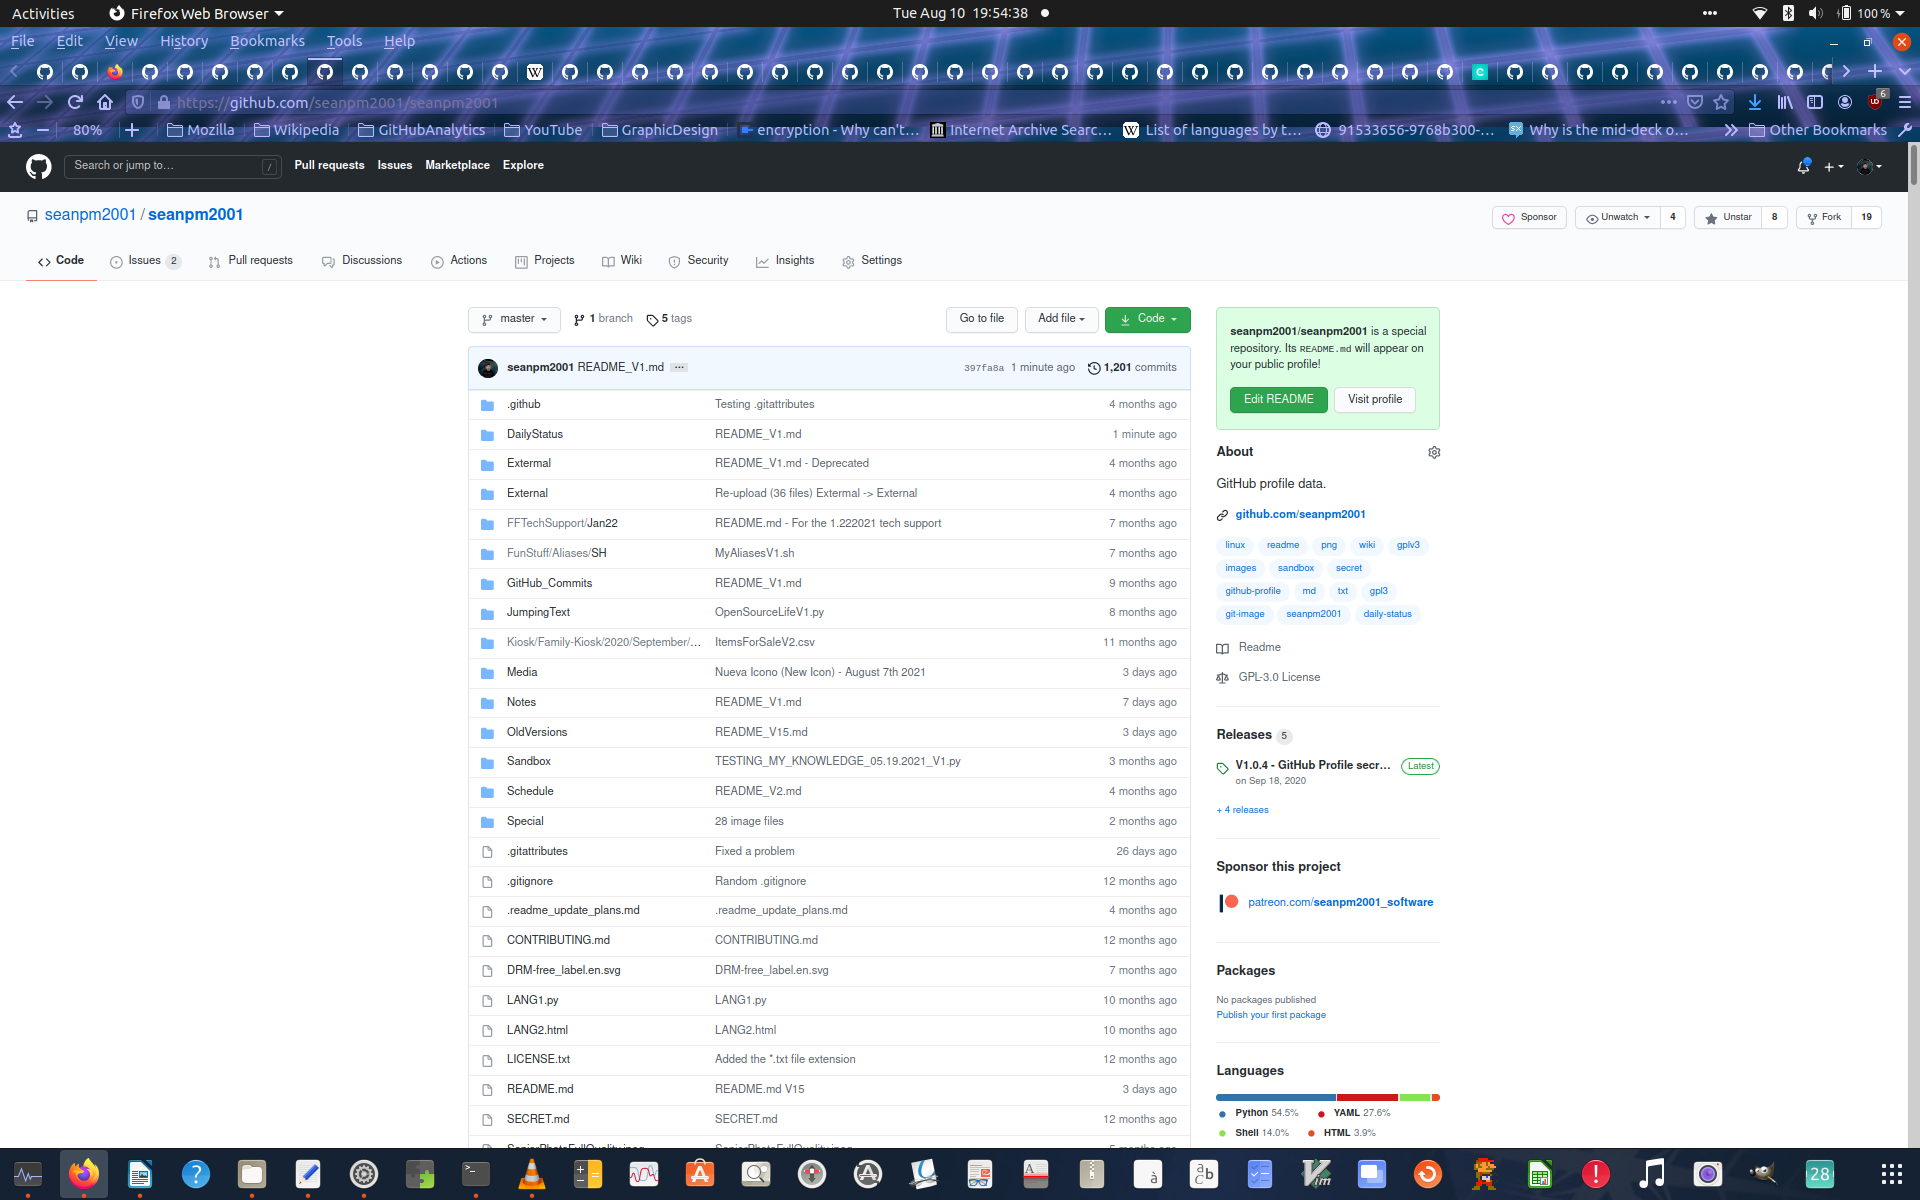 Activities
Firefox Web Browser
Tue Aug 10 19:54:38
100 %
File Edit View History Bookmarks Tools Help
https://github.com/seanpm2001/seanpm2001
6
80%
Mozilla
Wikipedia
GitHubAnalytics
YouTube
GraphicDesign
encryption - Why can't…
Internet Archive Searc…
List of languages by t…
91533656-9768b300-…
Why is the mid-deck o…
Other Bookmarks
Search or jump to…
/
Pull requests Issues Marketplace Explore
seanpm2001 / seanpm2001
Sponsor
Unwatch 4
Unstar 8
Fork 19
Code
Issues 2
Pull requests
Discussions
Actions
Projects
Wiki
Security
Insights
Settings
master
1 branch
5 tags
Go to file
Add file
Code
seanpm2001 README_V1.md ...
397fa8a 1 minute ago 1,201 commits
.github Testing .gitattributes 4 months ago
DailyStatus README_V1.md 1 minute ago
Extermal README_V1.md - Deprecated 4 months ago
External Re-upload (36 files) Extermal -> External 4 months ago
FFTechSupport/Jan22 README.md - For the 1.222021 tech support 7 months ago
FunStuff/Aliases/SH MyAliasesV1.sh 7 months ago
GitHub_Commits README_V1.md 9 months ago
JumpingText OpenSourceLifeV1.py 8 months ago
Kiosk/Family-Kiosk/2020/September/… ItemsForSaleV2.csv 11 months ago
Media Nueva Icono (New Icon) - August 7th 2021 3 days ago
Notes README_V1.md 7 days ago
OldVersions README_V15.md 3 days ago
Sandbox TESTING_MY_KNOWLEDGE_05.19.2021_V1.py 3 months ago
Schedule README_V2.md 4 months ago
Special 28 image files 2 months ago
.gitattributes Fixed a problem 26 days ago
.gitignore Random .gitignore 12 months ago
.readme_update_plans.md .readme_update_plans.md 4 months ago
CONTRIBUTING.md CONTRIBUTING.md 12 months ago
DRM-free_label.en.svg DRM-free_label.en.svg 7 months ago
LANG1.py LANG1.py 10 months ago
LANG2.html LANG2.html 10 months ago
LICENSE.txt Added the *.txt file extension 12 months ago
README.md README.md V15 3 days ago
SECRET.md SECRET.md 12 months ago
seanpm2001/seanpm2001 is a special
repository. Its README.md will appear on
your public profile!
Edit README
Visit profile
About
GitHub profile data.
github.com/seanpm2001
linux readme png wiki gplv3
images sandbox secret
github-profile md txt gpl3
git-image seanpm2001 daily-status
Readme
GPL-3.0 License
Releases 5
V1.0.4 - GitHub Profile secr… Latest
on Sep 18, 2020
+ 4 releases
Sponsor this project
patreon.com/seanpm2001_software
Packages
No packages published
Publish your first package
Languages
Python 54.5% YAML 27.6%
Shell 14.0% HTML 3.9%
28